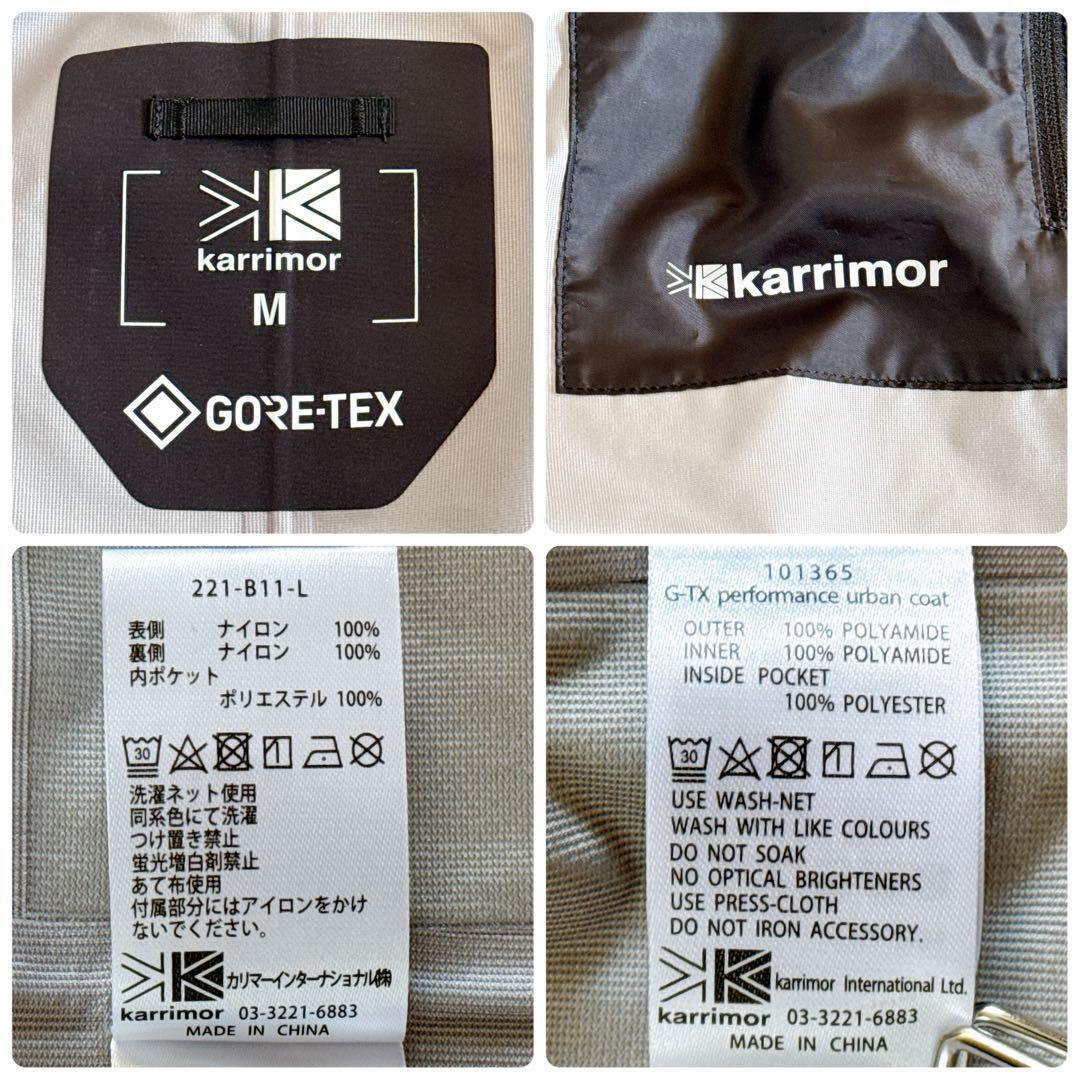 karrimor
M
GORE-TEX
karrimor
221-B11-L
表側 ナイロン 100%
裏側 ナイロン 100%
内ポケット
ポリエステル 100%
30
洗濯ネット使用
同系色にて洗濯
つけ置き禁止
蛍光増白剤禁止
あて布使用
付属部分にはアイロンをかけ
ないでください。
カリマーインターナショナル㈱
karrimor 03-3221-6883
MADE IN CHINA
101365
G-TX performance urban coat
OUTER 100% POLYAMIDE
INNER 100% POLYAMIDE
INSIDE POCKET
100% POLYESTER
30
USE WASH-NET
WASH WITH LIKE COLOURS
DO NOT SOAK
NO OPTICAL BRIGHTENERS
USE PRESS-CLOTH
DO NOT IRON ACCESSORY.
karrimor International Ltd.
karrimor 03-3221-6883
MADE IN CHINA